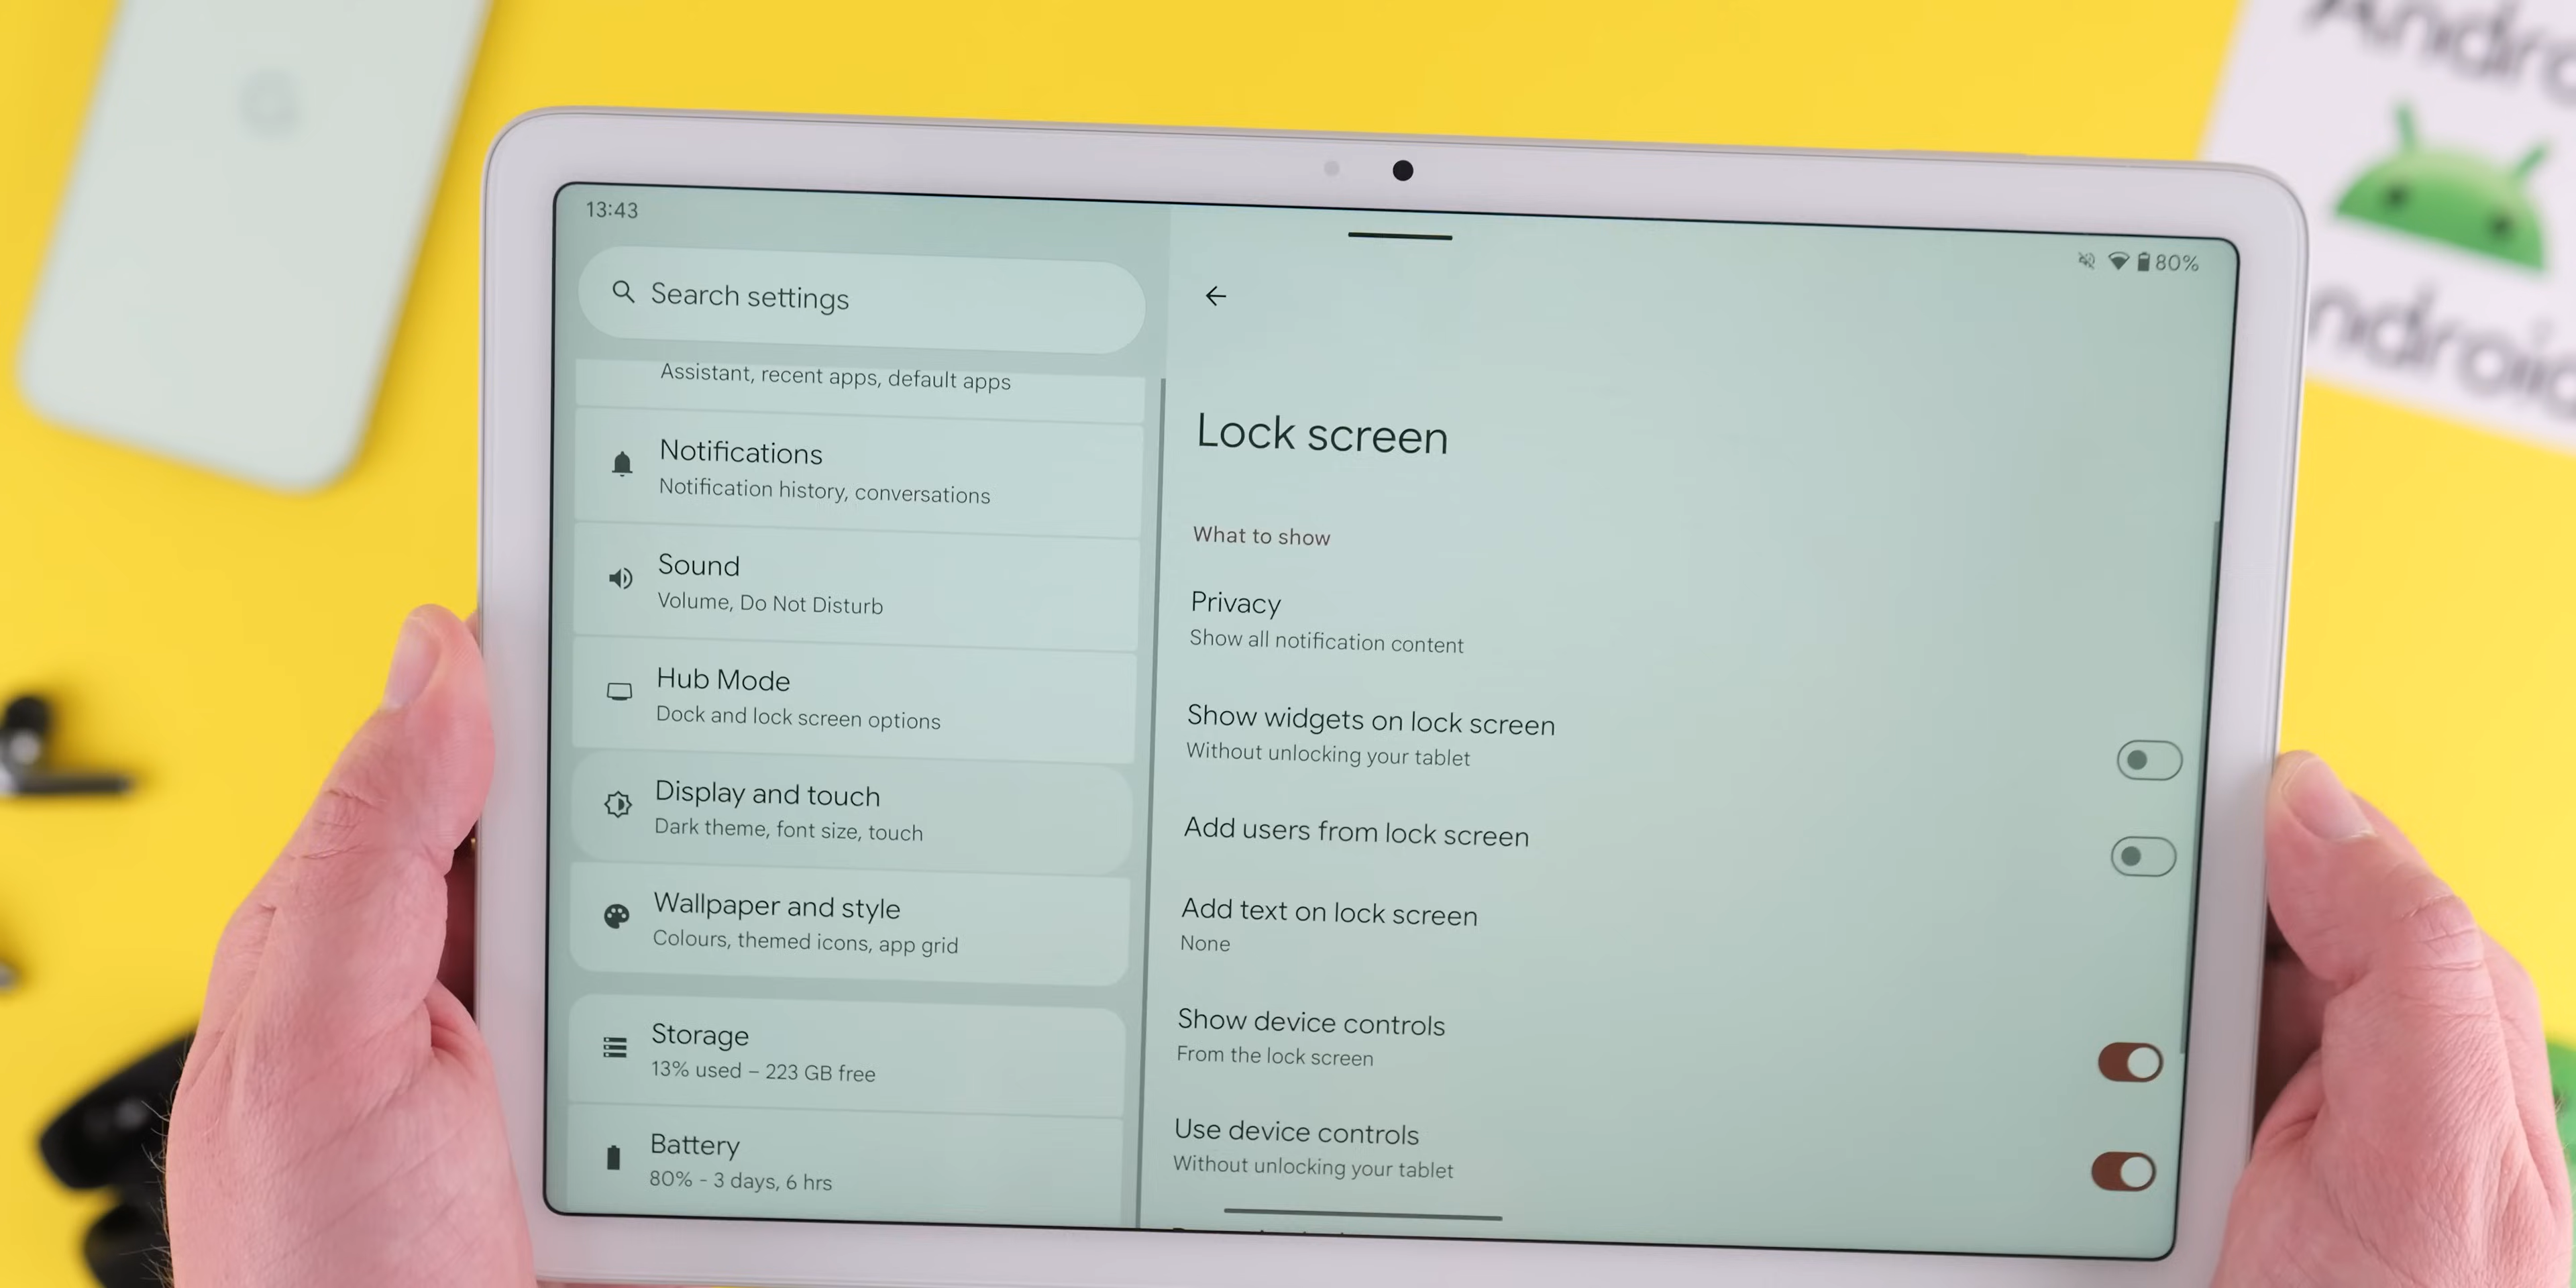 13:43
80%
Search settings
Assistant, recent apps, default apps
Notifications
Notification history, conversations
Sound
Volume, Do Not Disturb
Hub Mode
Dock and lock screen options
Display and touch
Dark theme, font size, touch
Wallpaper and style
Colours, themed icons, app grid
Storage
13% used – 223 GB free
Battery
80% - 3 days, 6 hrs
Lock screen
What to show
Privacy
Show all notification content
Show widgets on lock screen
Without unlocking your tablet
Add users from lock screen
Add text on lock screen
None
Show device controls
From the lock screen
Use device controls
Without unlocking your tablet
G
Andro
ndroid